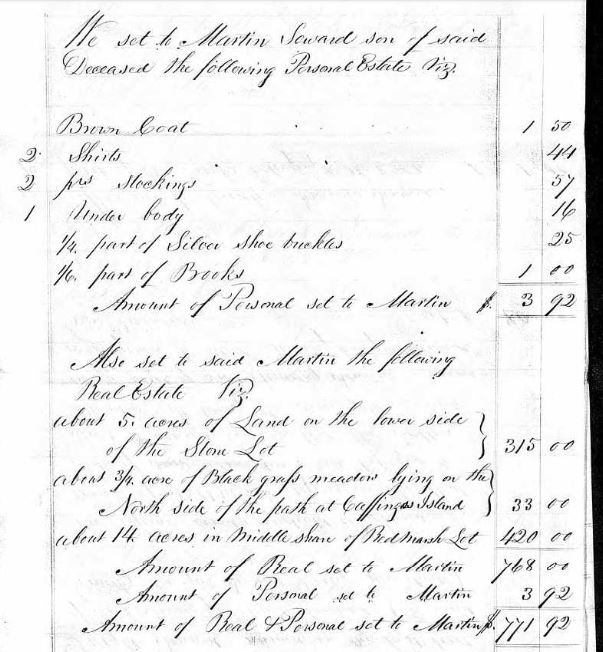 We set to Martin Soward son of said
Deceased the following Personal Estate Viz.
Brown Coat 1 50
2 Shirts 44
2 prs Stockings 57
1 Under body 16
1/4 part of Silver Shoe buckles 25
1/6 part of Books 1 00
Amount of Personal set to Martin $. 3 92
Also set to said Martin the following
Real Estate Viz.
about 5. acres of Land on the lower side
of the Stone Lot 315 00
about 3/4 acre of Black grass meadow lying on the
North side of the path at Caffinges Island 33 00
about 14 acres in Middle Share of Red Marsh Lot 420 00
Amount of Real set to Martin 768 00
Amount of Personal set to Martin 3 92
Amount of Real & Personal set to Martin $. 771 92